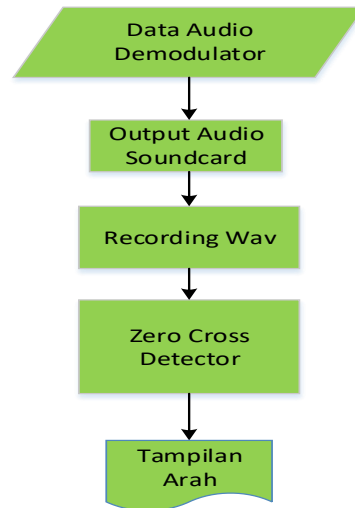 Data Audio
Demodulator
Output Audio
Soundcard
Recording Wav
Zero Cross
Detector
Tampilan
Arah